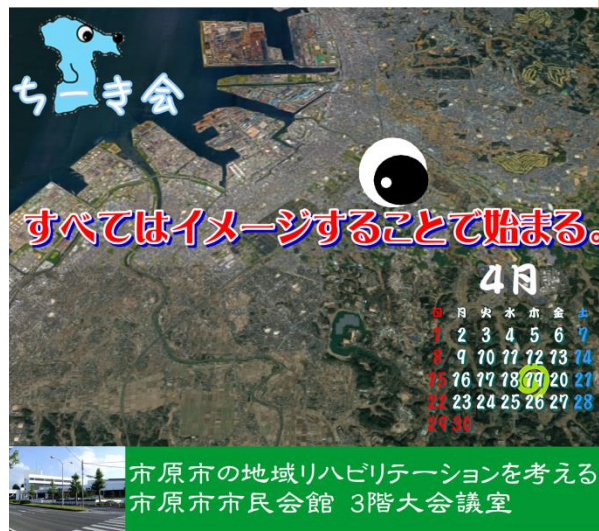 ちーき会
すべてはイメージすることで始まる。
4月
日 月 火 水 木 金 土
1 2 3 4 5 6 7
8 9 10 11 12 13 14
15 16 17 18 19 20 21
22 23 24 25 26 27 28
29 30
市原市の地域リハビリテーションを考える
市原市市民会館 3階大会議室